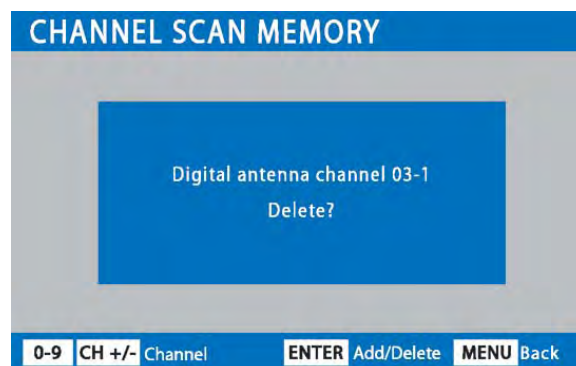 CHANNEL SCAN MEMORY
Digital antenna channel 03-1
Delete?
0-9 CH +/- Channel ENTER Add/Delete MENU Back